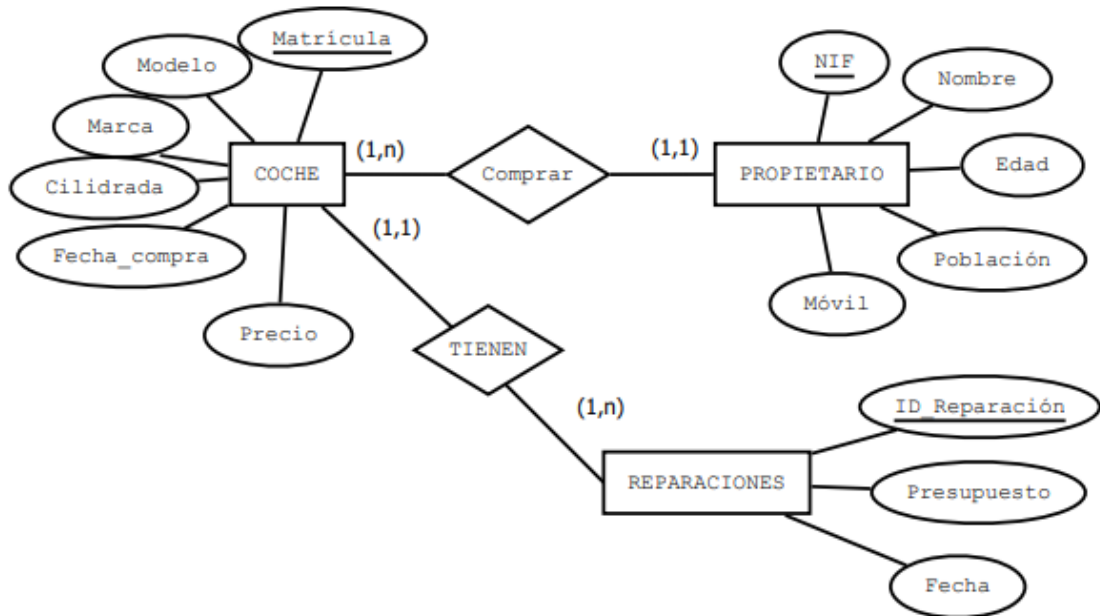 Matrícula
Modelo
Marca
Cilidrada
Fecha_compra
Precio
COCHE
(1,n)
Comprar
(1,1)
PROPIETARIO
NIF
Nombre
Edad
Población
Móvil
(1,1)
TIENEN
(1,n)
REPARACIONES
ID_Reparación
Presupuesto
Fecha